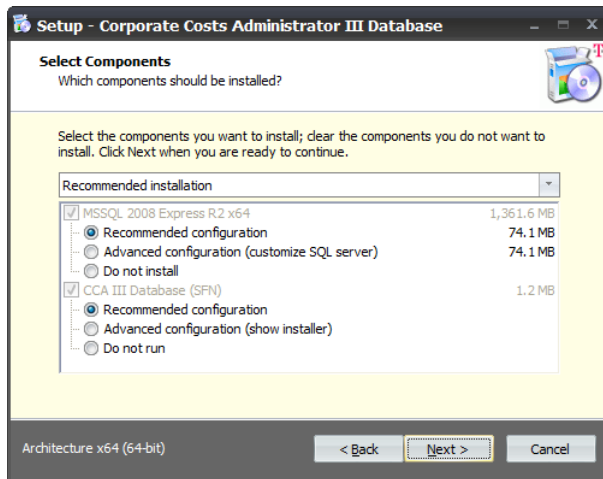 Setup - Corporate Costs Administrator III Database
Select Components
Which components should be installed?
T
Select the components you want to install; clear the components you do not want to
install. Click Next when you are ready to continue.
Recommended installation
MSSQL 2008 Express R2 x64 1,361.6 MB
Recommended configuration 74.1 MB
Advanced configuration (customize SQL server) 74.1 MB
Do not install
CCA III Database (SFN) 1.2 MB
Recommended configuration
Advanced configuration (show installer)
Do not run
Architecture x64 (64-bit) < Back Next > Cancel